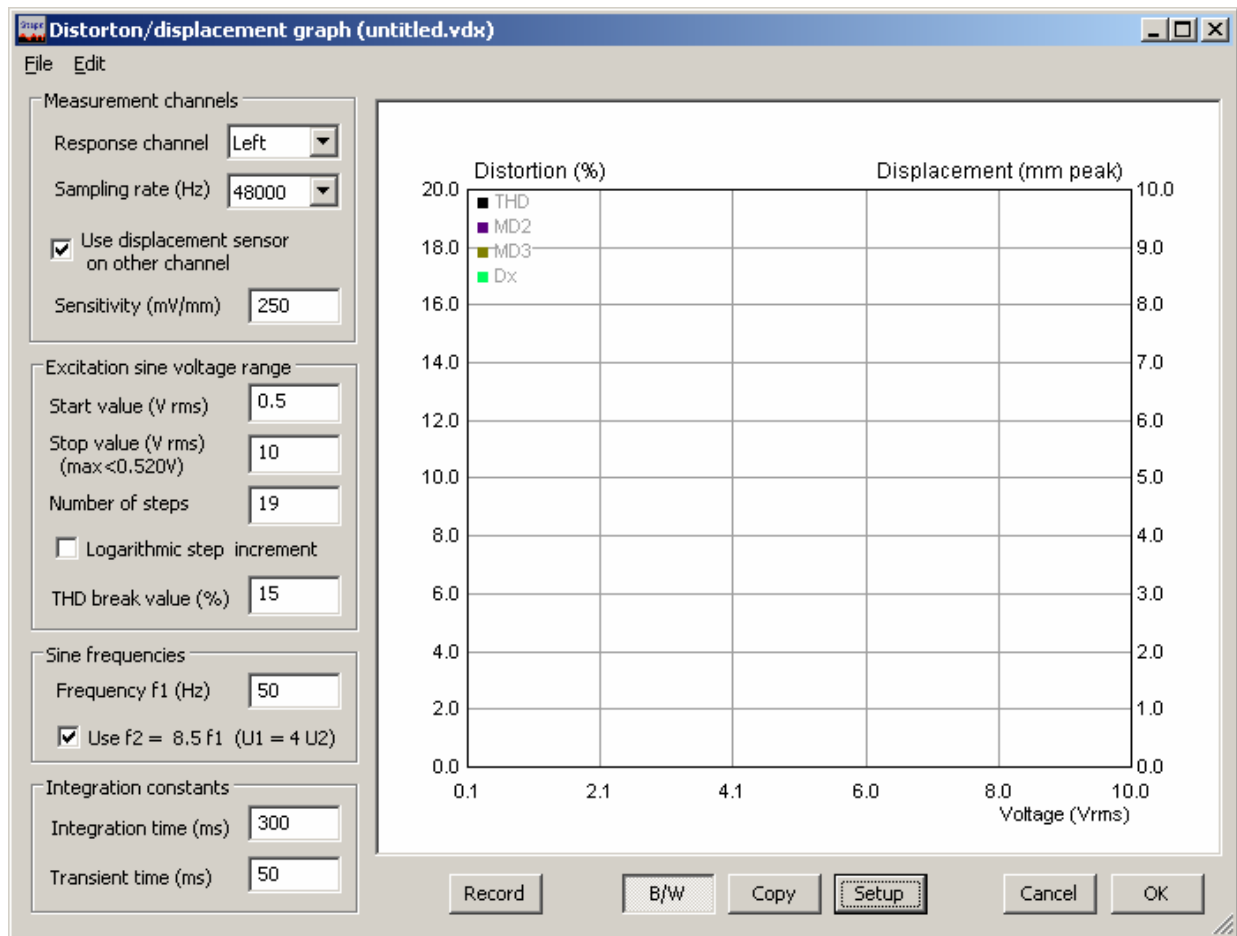 Steps
Distorton/displacement graph (untitled.vdx)
File Edit
Measurement channels
Response channel Left
Sampling rate (Hz) 48000
Use displacement sensor
on other channel
Sensitivity (mV/mm) 250
Excitation sine voltage range
Start value (V rms) 0.5
Stop value (V rms)
(max<0.520V) 10
Number of steps 19
Logarithmic step increment
THD break value (%) 15
Sine frequencies
Frequency f1 (Hz) 50
Use f2 = 8.5 f1 (U1 = 4 U2)
Integration constants
Integration time (ms) 300
Transient time (ms) 50
Distortion (%) Displacement (mm peak)
20.0 10.0
THD
MD2
18.0 MD3 9.0
Dx
16.0 8.0
14.0 7.0
12.0 6.0
10.0 5.0
8.0 4.0
6.0 3.0
4.0 2.0
2.0 1.0
0.0 0.0
0.1 2.1 4.1 6.0 8.0 10.0
Voltage (Vrms)
Record B/W Copy Setup Cancel OK